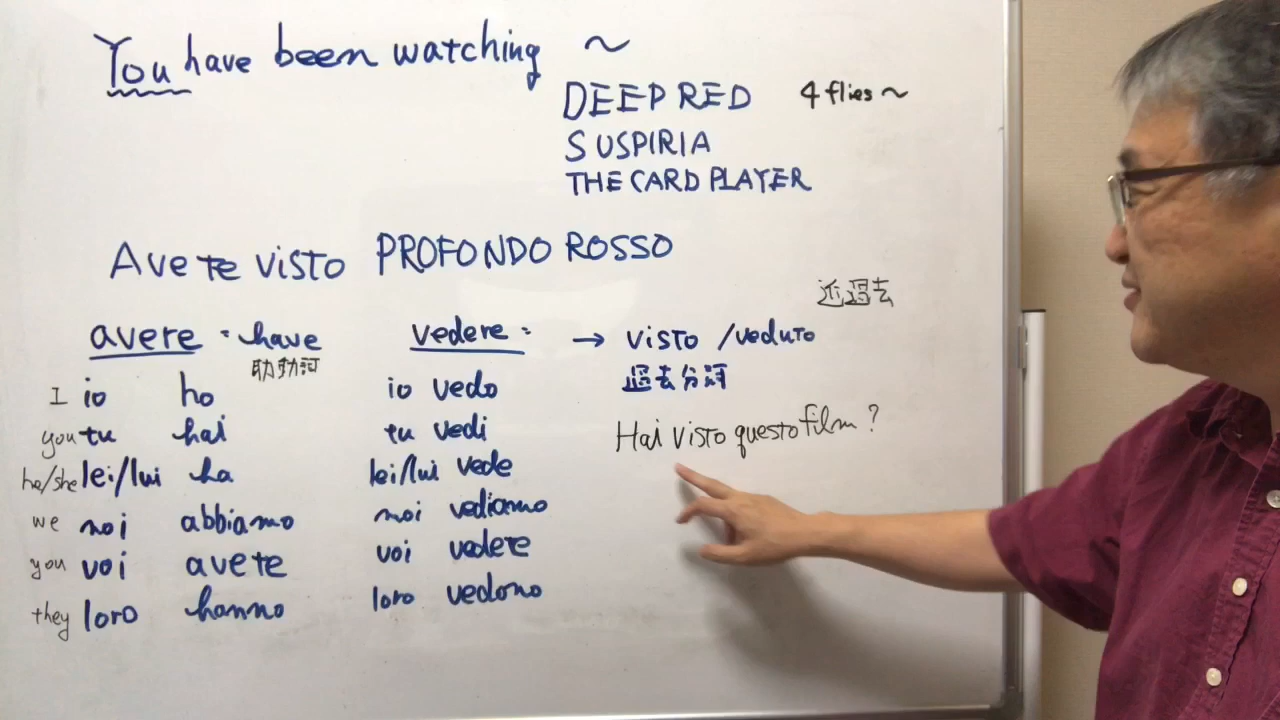 You have been watching ~
DEEP RED 4 flies~
SUSPIRIA
THE CARD PLAYER
Avete visto PROFONDO ROSSO
近過去
avere = have
助動詞
vedere = → visto / veduto
過去分詞
I io ho
you tu hai
he/she lei/lui ha
we noi abbiamo
you voi avete
they loro hanno
io vedo
tu vedi
lei/lui vede
noi vediamo
voi vedere
loro vedono
Hai visto questo film?